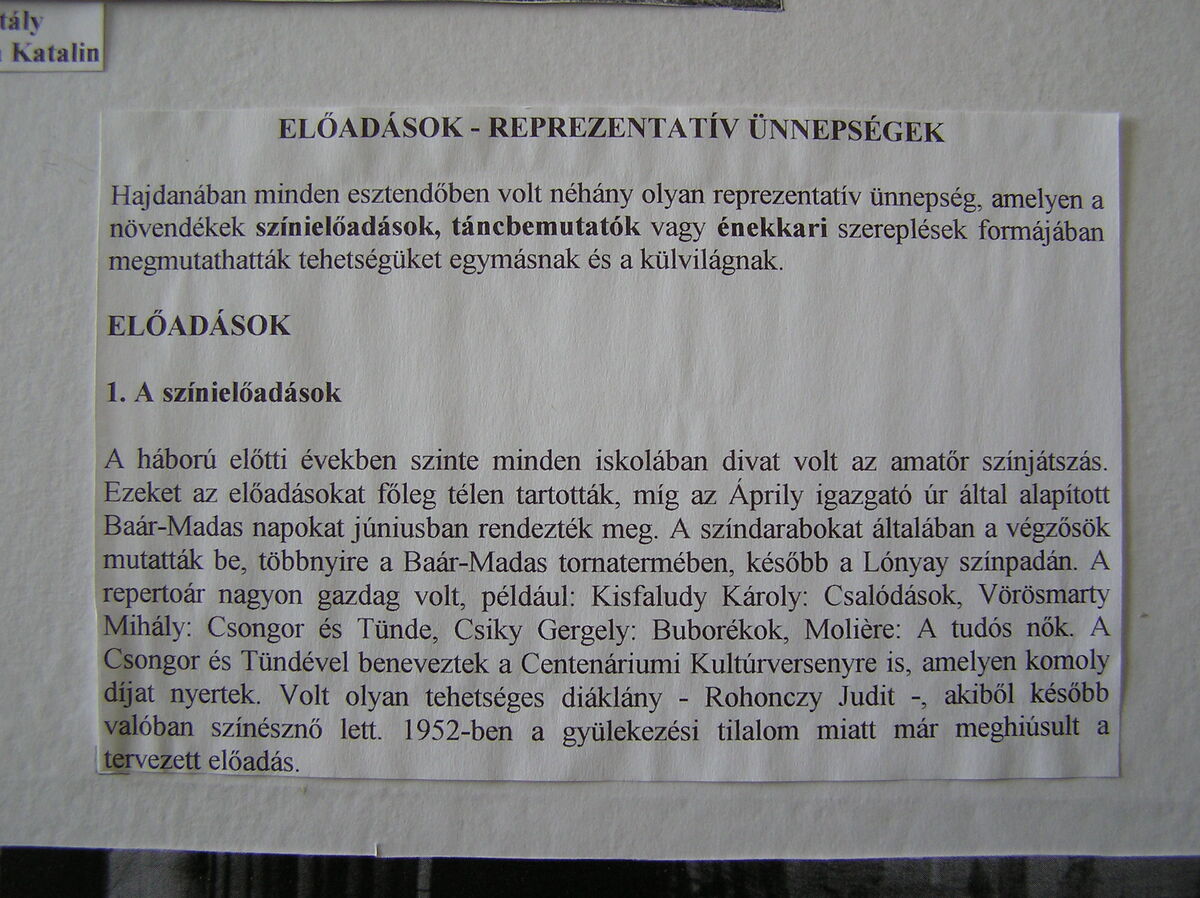 tály
Katalin
ELŐADÁSOK - REPREZENTATÍV ÜNNEPSÉGEK
Hajdanában minden esztendőben volt néhány olyan reprezentatív ünnepség, amelyen a
növendékek színielőadások, táncbemutatók vagy énekkari szereplések formájában
megmutathatták tehetségüket egymásnak és a külvilágnak.
ELŐADÁSOK
1. A színielőadások
A háború előtti években szinte minden iskolában divat volt az amatőr színjátszás.
Ezeket az előadásokat főleg télen tartották, míg az Áprily igazgató úr által alapított
Baár-Madas napokat júniusban rendezték meg. A színdarabokat általában a végzősök
mutatták be, többnyire a Baár-Madas tornatermében, később a Lónyay színpadán. A
repertoár nagyon gazdag volt, például: Kisfaludy Károly: Csalódások, Vörösmarty
Mihály: Csongor és Tünde, Csiky Gergely: Buborékok, Molière: A tudós nők. A
Csongor és Tündével beneveztek a Centenáriumi Kultúrversenyre is, amelyen komoly
díjat nyertek. Volt olyan tehetséges diáklány - Rohonczy Judit -, akiből később
valóban színésznő lett. 1952-ben a gyülekezési tilalom miatt már meghiúsult a
tervezett előadás.